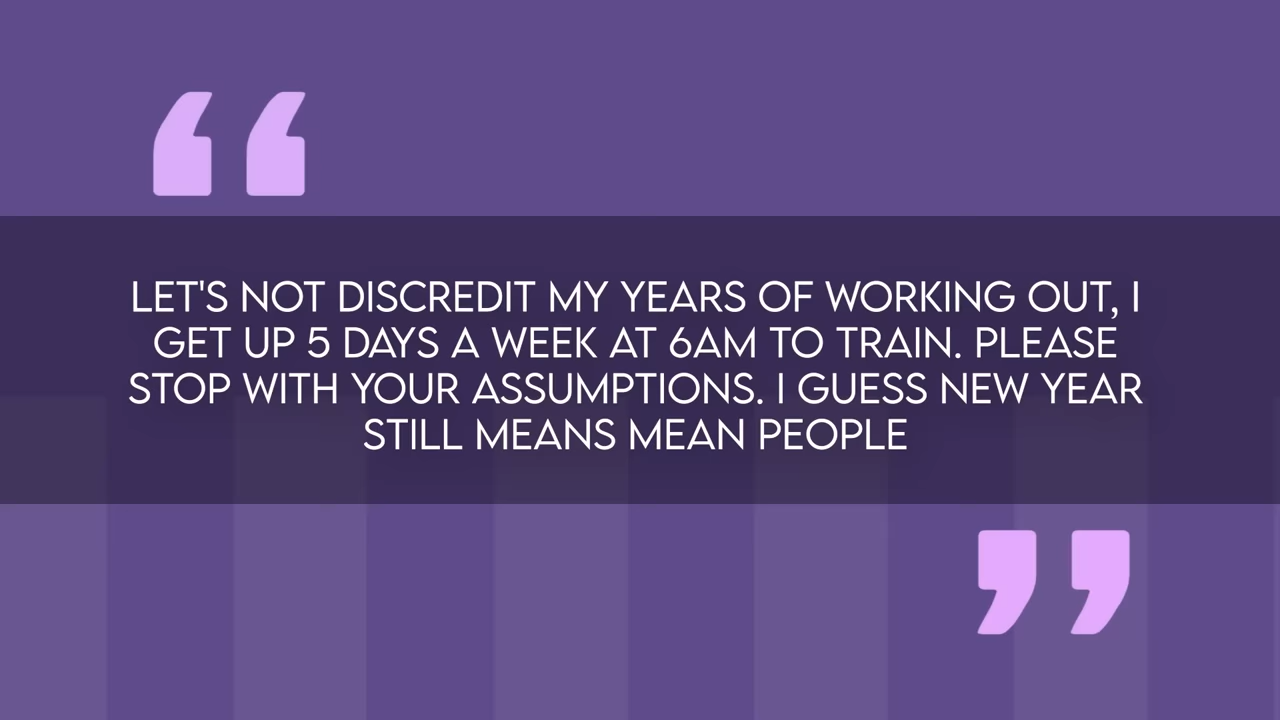 LET'S NOT DISCREDIT MY YEARS OF WORKING OUT, I
GET UP 5 DAYS A WEEK AT 6AM TO TRAIN. PLEASE
STOP WITH YOUR ASSUMPTIONS. I GUESS NEW YEAR
STILL MEANS MEAN PEOPLE